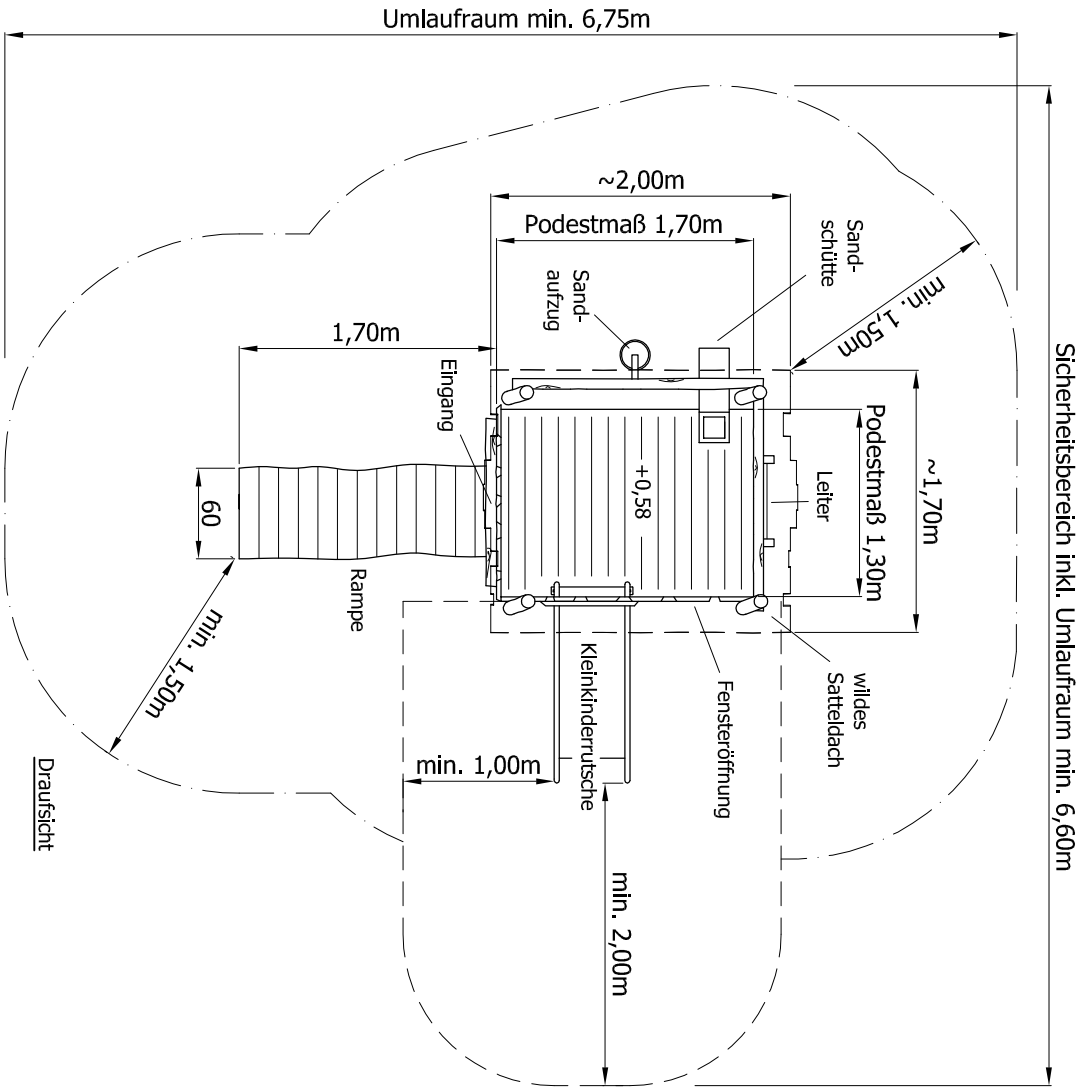 Umlaufraum min. 6,75m
Sicherheitsbereich inkl. Umlaufraum min. 6,60m
~2,00m
Podestmaß 1,70m
Sand-
schütte
Sand-
aufzug
min. 1,50m
1,70m
Eingang
~1,70m
Podestmaß 1,30m
Leiter
+0,58
60
Rampe
min. 1,50m
wildes
Satteldach
Fensteröffnung
Kleinkinderrutsche
min. 1,00m
min. 2,00m
Draufsicht